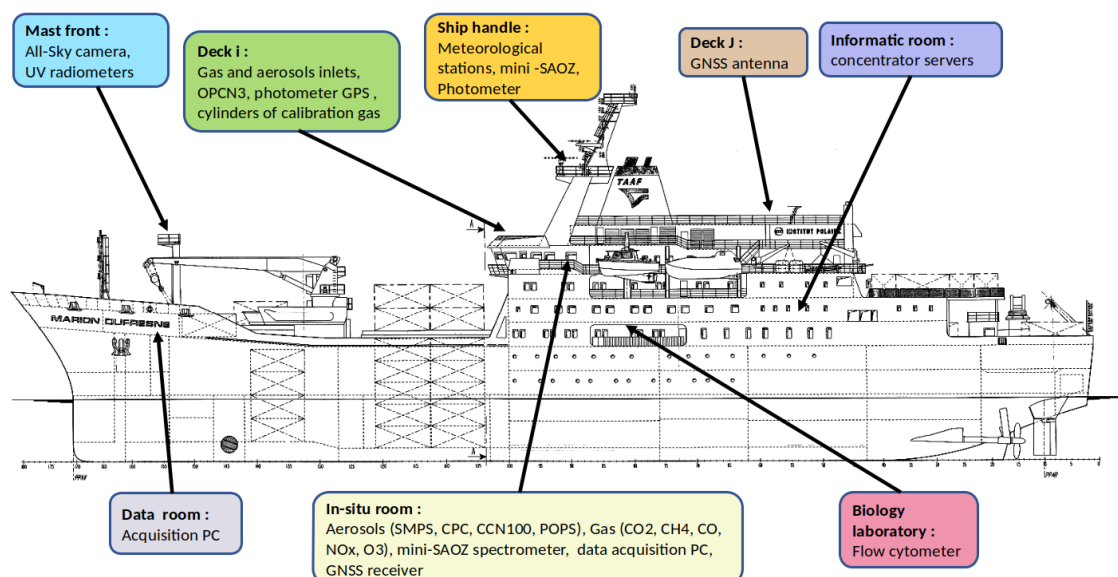 Mast front :
All-Sky camera,
UV radiometers
Deck i :
Gas and aerosols inlets,
OPCN3, photometer GPS ,
cylinders of calibration gas
Ship handle :
Meteorological
stations, mini -SAOZ,
Photometer
Deck J :
GNSS antenna
Informatic room :
concentrator servers
TAAF
INSTITUT POLAIRE
A
MARION DUFRESNE
A
Data room :
Acquisition PC
In-situ room :
Aerosols (SMPS, CPC, CCN100, POPS), Gas (CO2, CH4, CO,
NOx, O3), mini-SAOZ spectrometer, data acquisition PC,
GNSS receiver
Biology
laboratory :
Flow cytometer